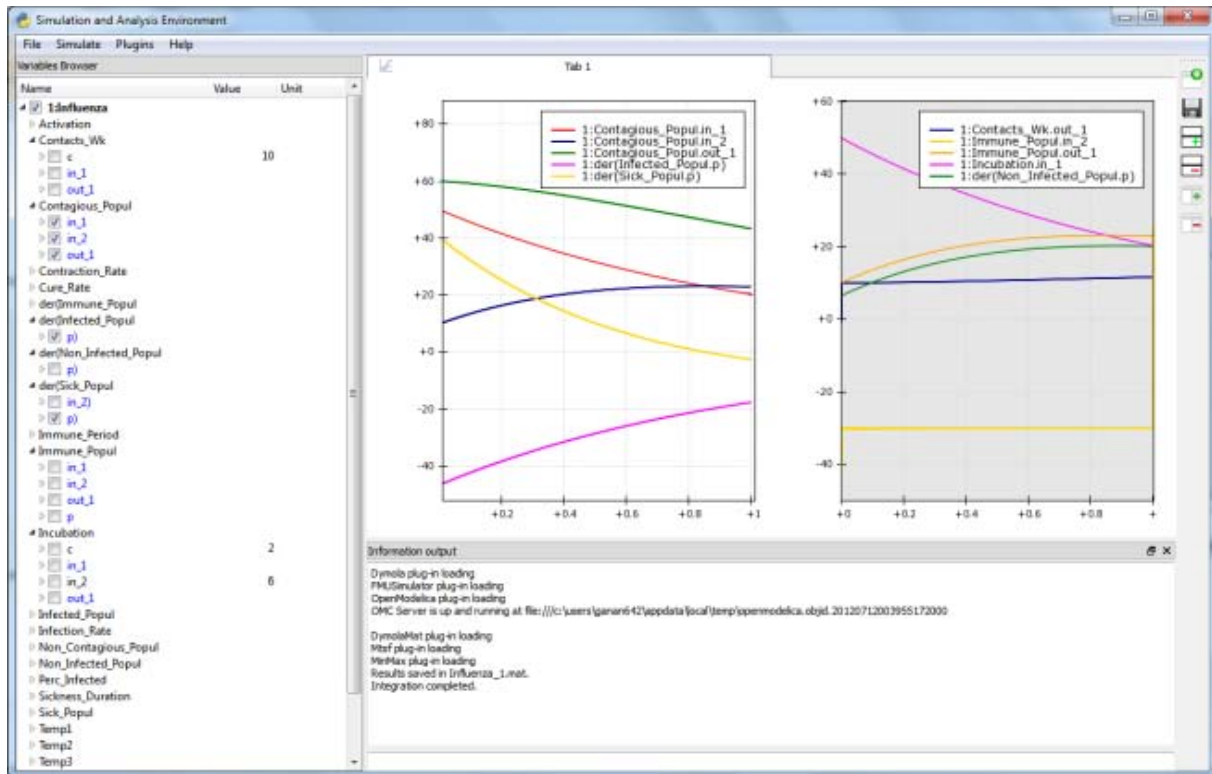 Simulation and Analysis Environment
File Simulate Plugins Help
Variables Browser
Name Value Unit
1:Influenza
Activation
Contacts_Wk
c 10
in_1
out_1
Contagious_Popul
in_1
in_2
out_1
Contraction_Rate
Cure_Rate
der(Immune_Popul
der(Infected_Popul
p)
der(Non_Infected_Popul
p)
der(Sick_Popul
in_2)
p)
Immune_Period
Immune_Popul
in_1
in_2
out_1
p
Incubation
c 2
in_1
in_2 6
out_1
Infected_Popul
Infection_Rate
Non_Contagious_Popul
Non_Infected_Popul
Perc_Infected
Sickness_Duration
Sick_Popul
Temp1
Temp2
Temp3
Tab 1
1:Contagious_Popul.in_1
1:Contagious_Popul.in_2
1:Contagious_Popul.out_1
1:der(Infected_Popul.p)
1:der(Sick_Popul.p)
+80
+60
+40
+20
+0
-20
-40
+0.2 +0.4 +0.6 +0.8 +1
1:Contacts_Wk.out_1
1:Immune_Popul.in_2
1:Immune_Popul.out_1
1:Incubation.in_1
1:der(Non_Infected_Popul.p)
+60
+40
+20
+0
-20
-40
+0 +0.2 +0.4 +0.6 +0.8 +
Information output
Dymola plug-in loading
FMUSimulator plug-in loading
OpenModelica plug-in loading
OMC Server is up and running at file:///c:\users\ganan642\appdata\local\temp\openmodelica.objid.20120712003955172000
DymolaMat plug-in loading
Mtsf plug-in loading
MinMax plug-in loading
Results saved in Influenza_1.mat.
Integration completed.